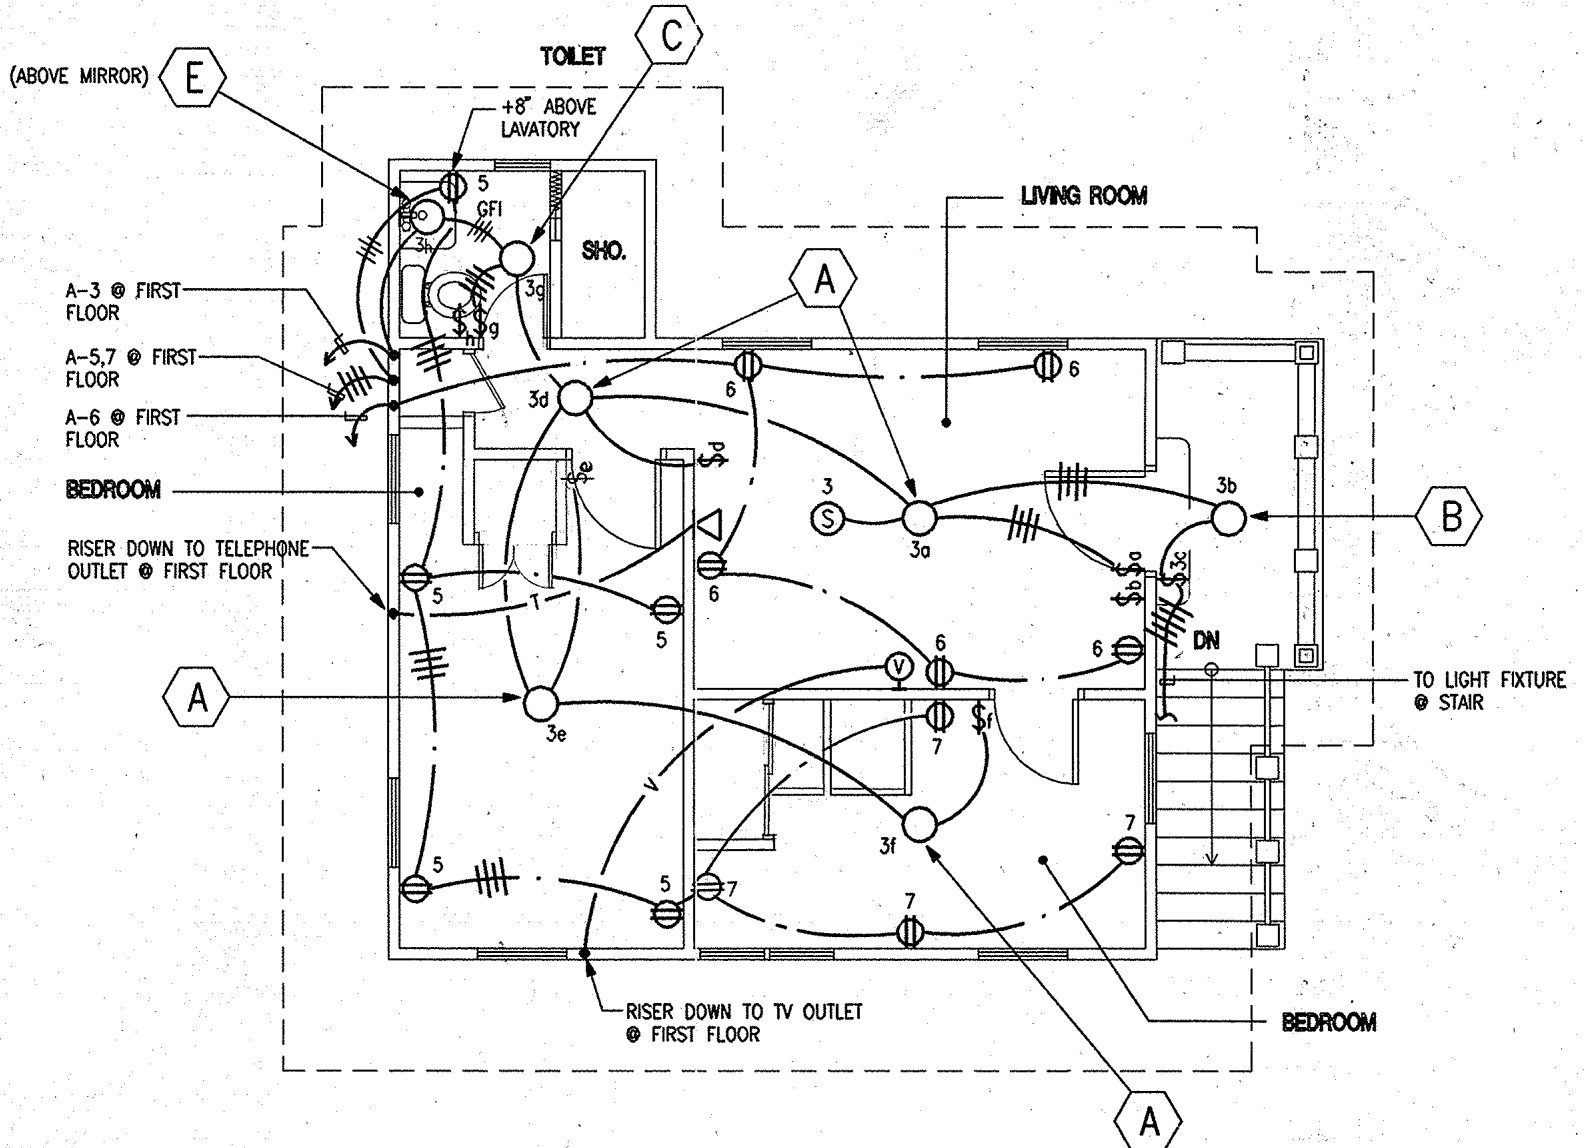 C
TOILET
(ABOVE MIRROR)
E
+8" ABOVE
LAVATORY
5
GFI
3h
LIVING ROOM
SHO.
A
3g
A-3 @ FIRST
FLOOR
$h
$g
A-5,7 @ FIRST
FLOOR
6
6
3d
A-6 @ FIRST
FLOOR
$d
$e
BEDROOM
3
S
3a
3b
B
RISER DOWN TO TELEPHONE
OUTLET @ FIRST FLOOR
$a
$3c
$b
5
T
6
5
DN
6
6
V
A
TO LIGHT FIXTURE
@ STAIR
3e
7
$f
V
7
3f
5
5
7
7
RISER DOWN TO TV OUTLET
@ FIRST FLOOR
BEDROOM
A